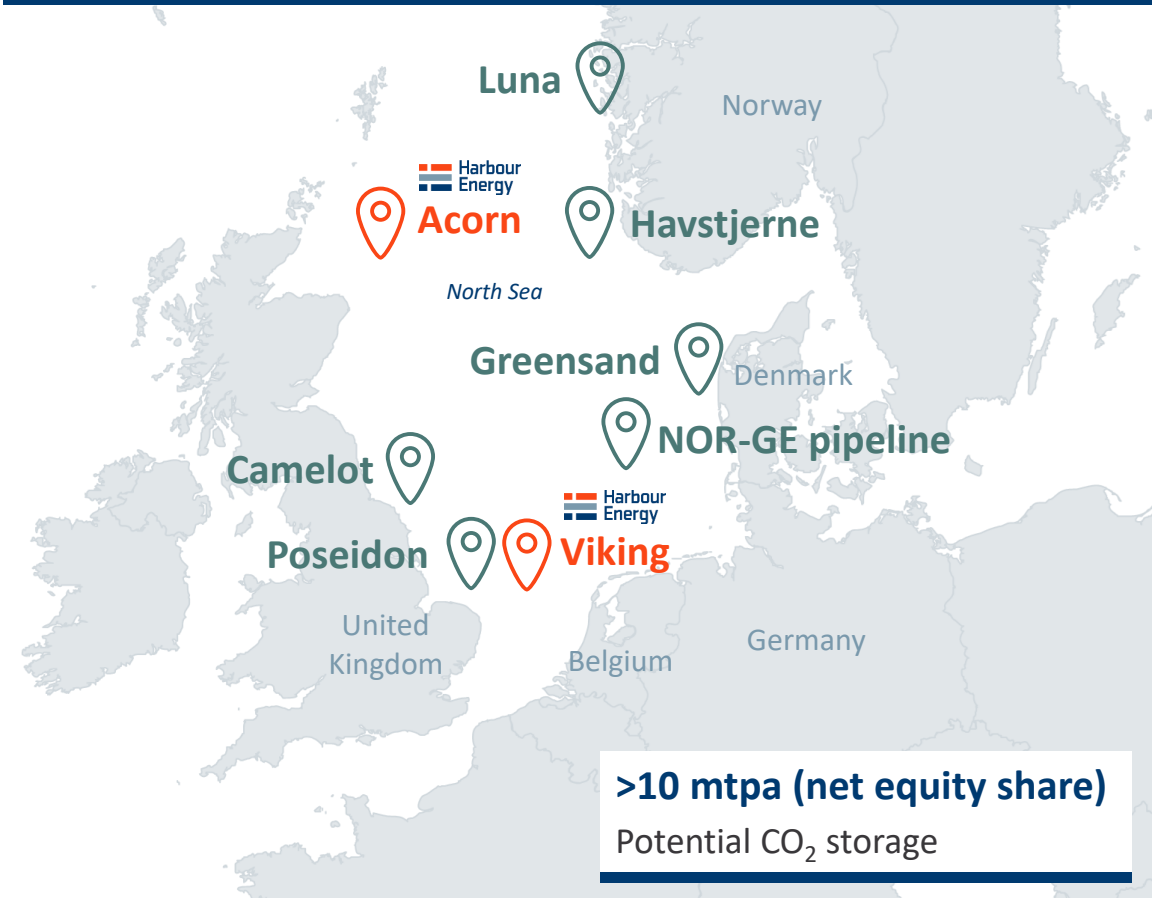 Luna
Norway
Harbour
Energy
Acorn
Havstjerne
North Sea
Greensand
Denmark
NOR-GE pipeline
Camelot
Harbour
Energy
Poseidon
Viking
United
Kingdom
Belgium
Germany
>10 mtpa (net equity share)
Potential CO₂ storage